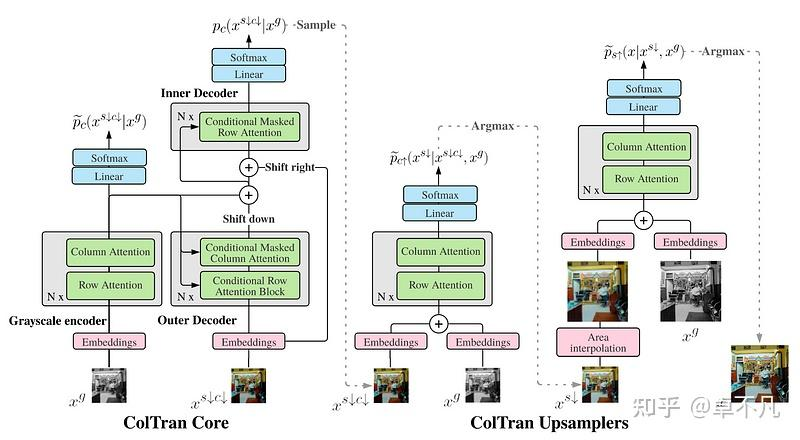 p_c(x^{s↓c↓}|x^g)
Sample
Softmax
Linear
Inner Decoder
N x
Conditional Masked
Row Attention
p̃_c(x^{s↓c↓}|x^g)
Softmax
Linear
+
Shift right
+
Shift down
Column Attention
Row Attention
N x
Conditional Masked
Column Attention
Conditional Row
Attention Block
N x
Grayscale encoder
Outer Decoder
Embeddings
Embeddings
x^g
x^{s↓c↓}
ColTran Core
Argmax
p̃_{c↑}(x^{s↓}|x^{s↓c↓}, x^g)
Softmax
Linear
Column Attention
Row Attention
N x
+
Embeddings
Embeddings
x^{s↓c↓}
x^g
p̃_{s↑}(x|x^{s↓}, x^g)
Argmax
Softmax
Linear
Column Attention
Row Attention
N x
+
Embeddings
Embeddings
x^g
Area
interpolation
x^{s↓}
x
ColTran Upsamplers
知乎 @卓不凡